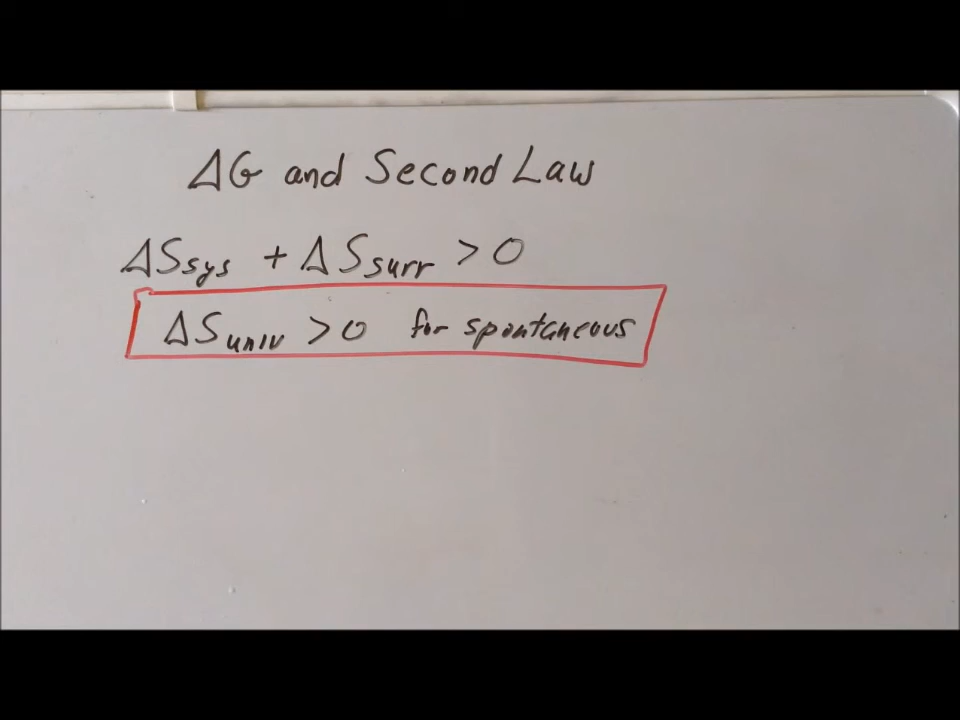 ΔG and Second Law
ΔSsys + ΔSsurr > 0
ΔSuniv > 0 for spontaneous